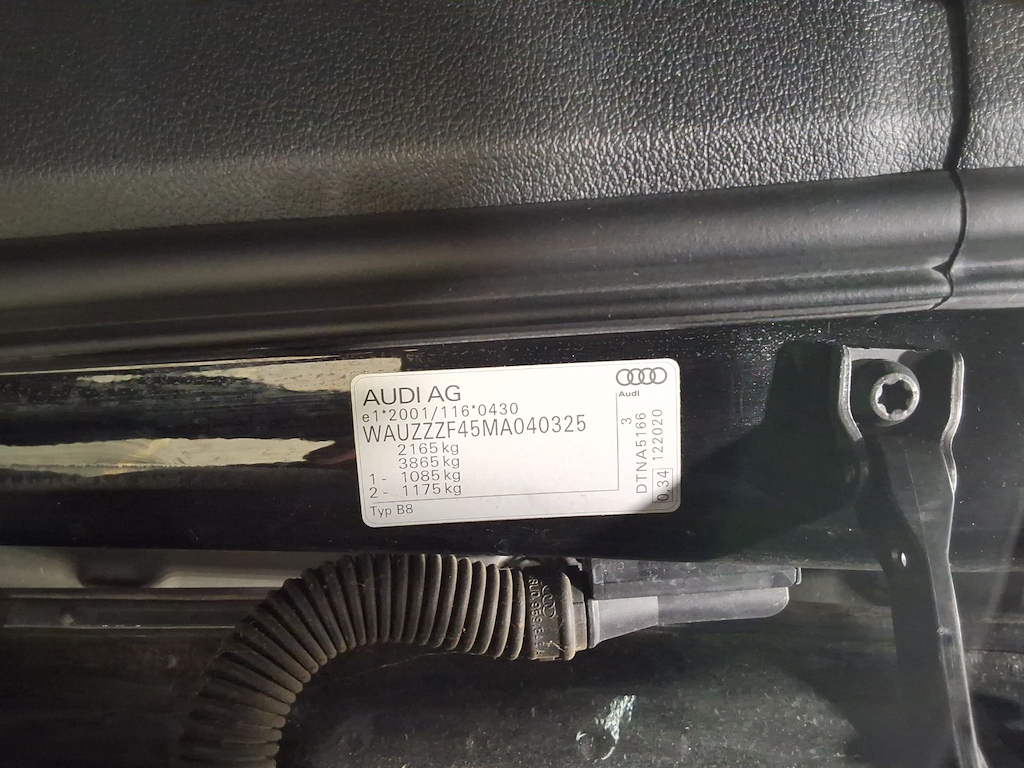 AUDI AG
e1*2001/116*0430
WAUZZZF45MA040325
2165 kg
3865 kg
1 - 1085 kg
2 - 1175 kg
Typ B8
Audi
3
DTNA5166
122020
0,34